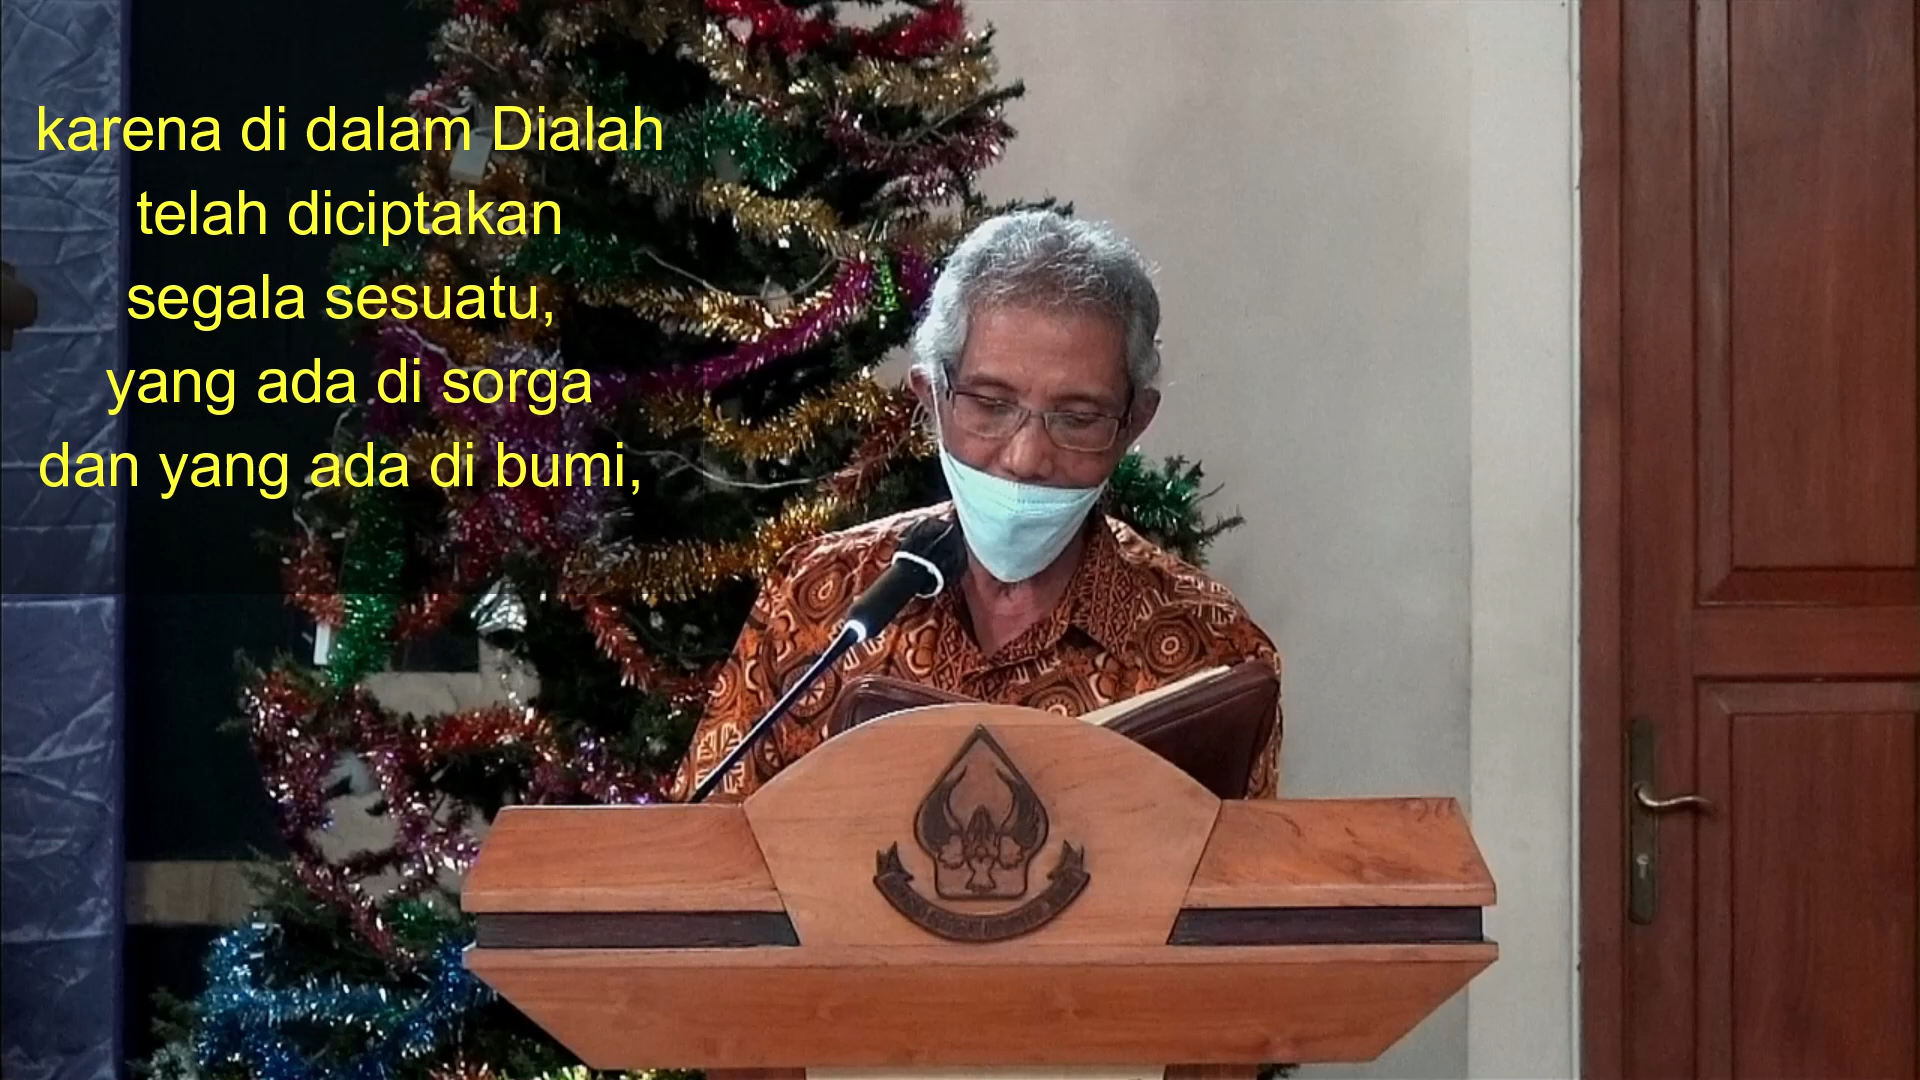 karena di dalam Dialah
telah diciptakan
segala sesuatu,
yang ada di sorga
dan yang ada di bumi,